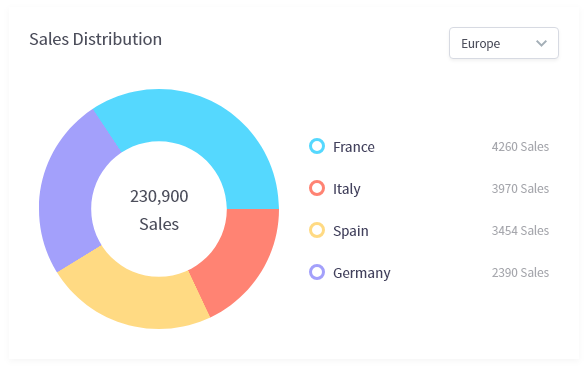 Sales Distribution
Europe
230,900
Sales
France 4260 Sales
Italy 3970 Sales
Spain 3454 Sales
Germany 2390 Sales